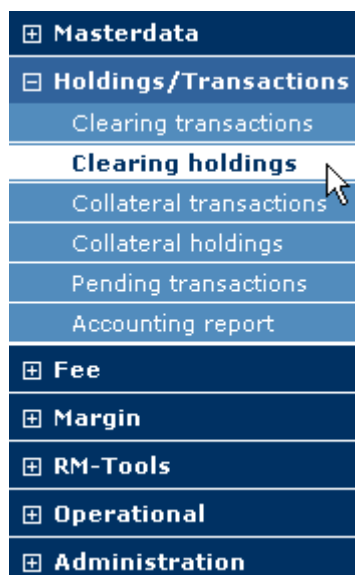 Masterdata
Holdings/Transactions
Clearing transactions
Clearing holdings
Collateral transactions
Collateral holdings
Pending transactions
Accounting report
Fee
Margin
RM-Tools
Operational
Administration